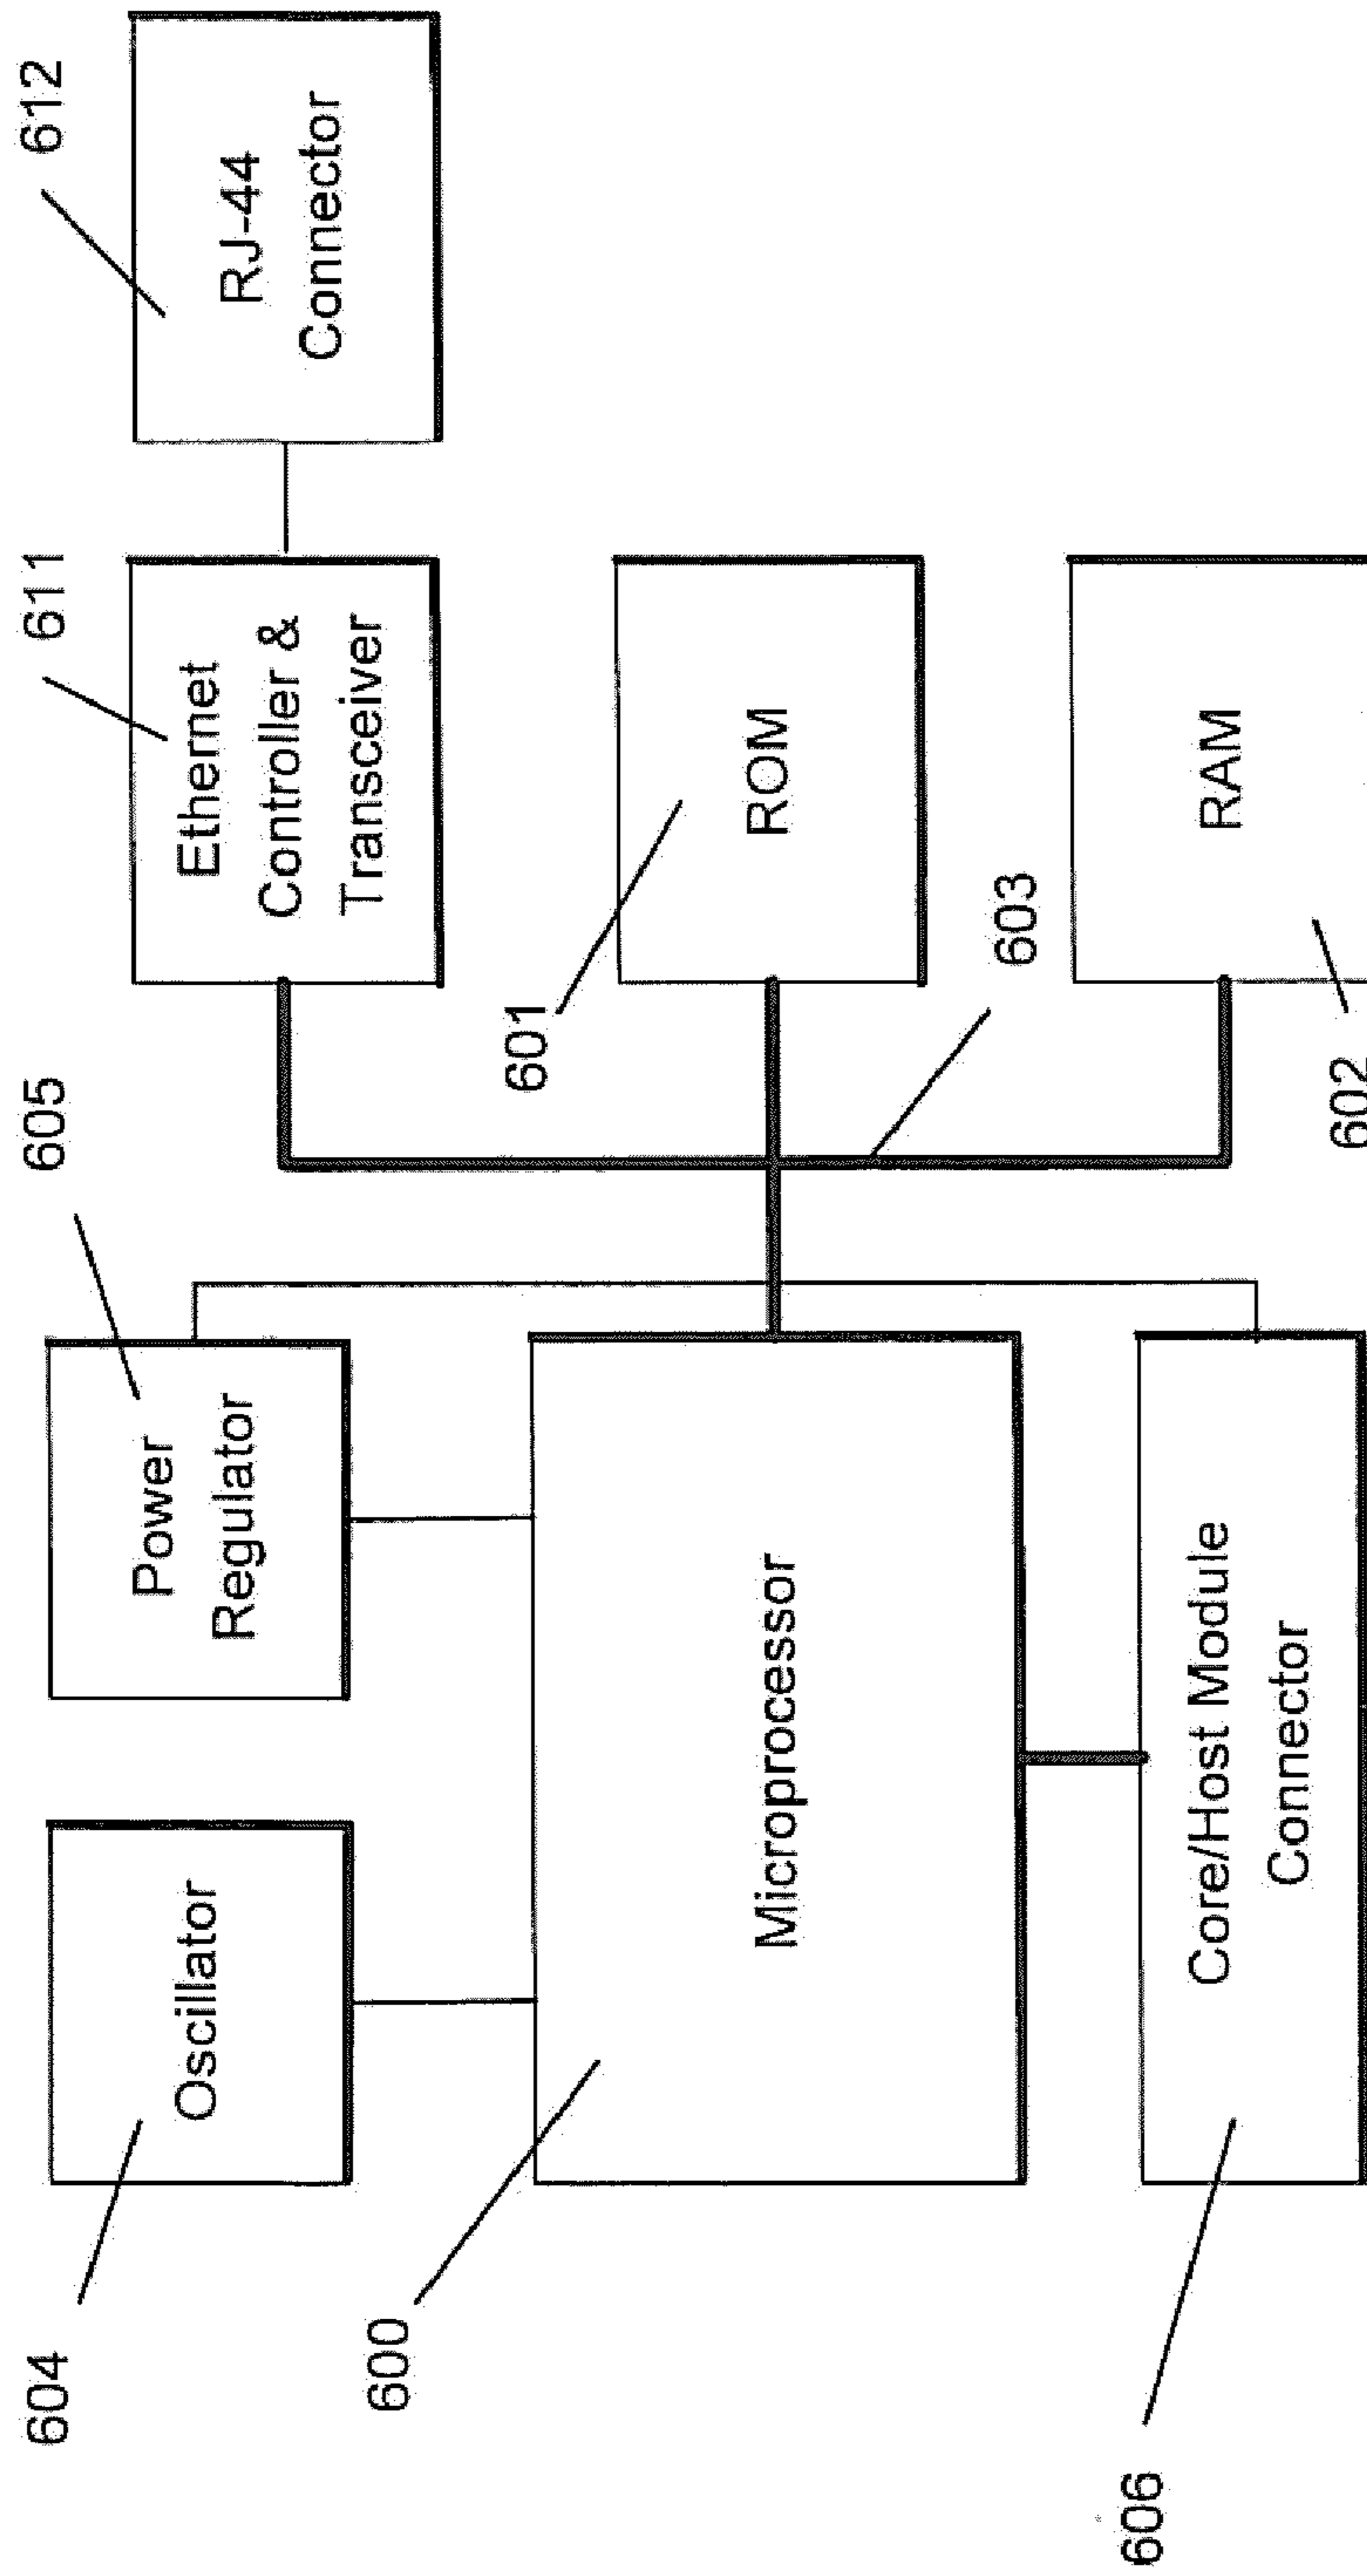 604
605
611
612
Oscillator
Power
Regulator
Ethernet
Controller &
Transceiver
RJ-44
Connector
600
601
Microprocessor
ROM
603
606
Core/Host Module
Connector
RAM
602